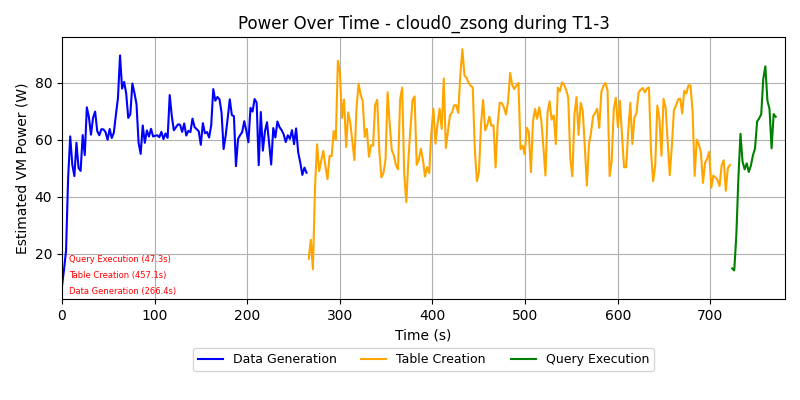 Power Over Time - cloud0_zsong during T1-3
Estimated VM Power (W)
80
60
40
20
Query Execution (47.3s)
Table Creation (457.1s)
Data Generation (266.4s)
0 100 200 300 400 500 600 700
Time (s)
Data Generation Table Creation Query Execution